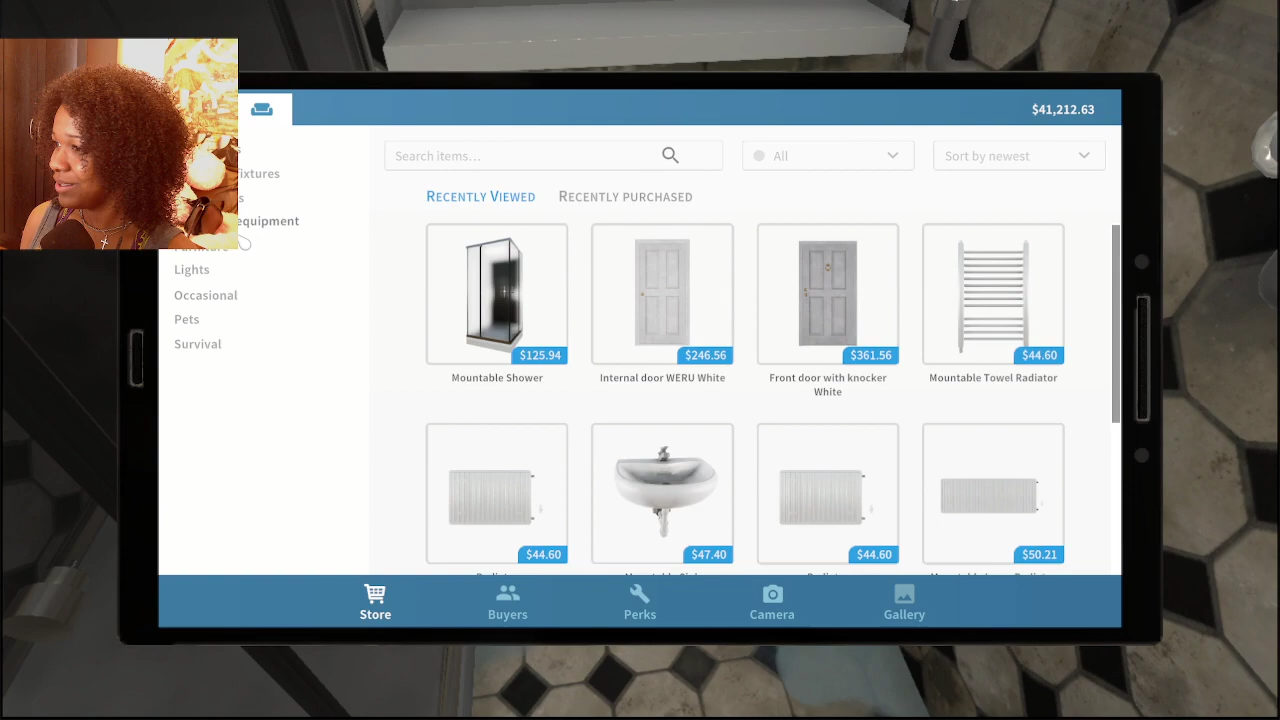 $41,212.63
Search items...
All
Sort by newest
fixtures
s
equipment
Furniture
Lights
Occasional
Pets
Survival
RECENTLY VIEWED
RECENTLY PURCHASED
$125.94
$246.56
$361.56
$44.60
Mountable Shower
Internal door WERU White
Front door with knocker
White
Mountable Towel Radiator
$44.60
$47.40
$44.60
$50.21
Store
Buyers
Perks
Camera
Gallery